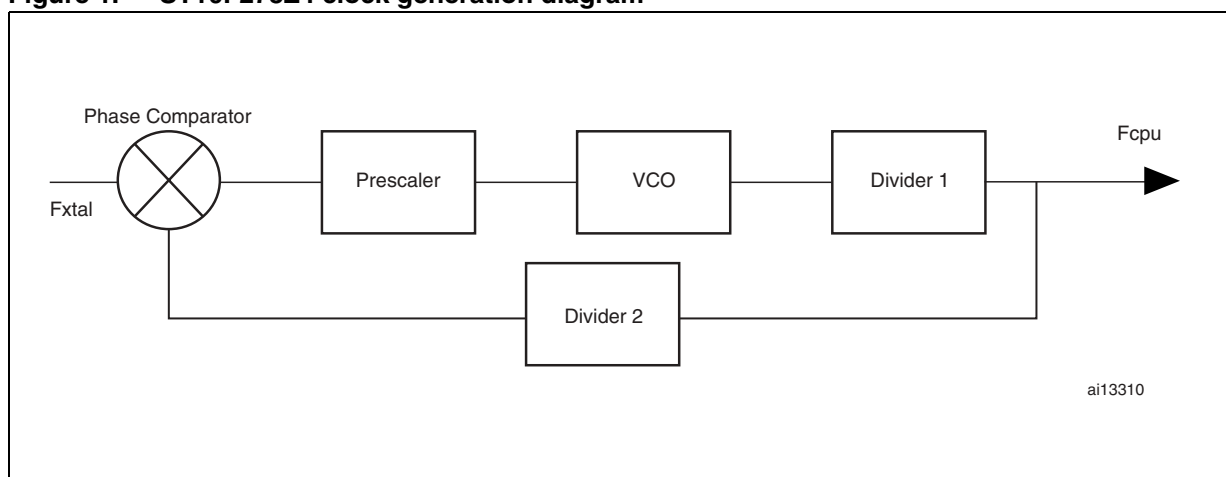 Phase Comparator
Fcpu
Prescaler
VCO
Divider 1
Fxtal
Divider 2
ai13310